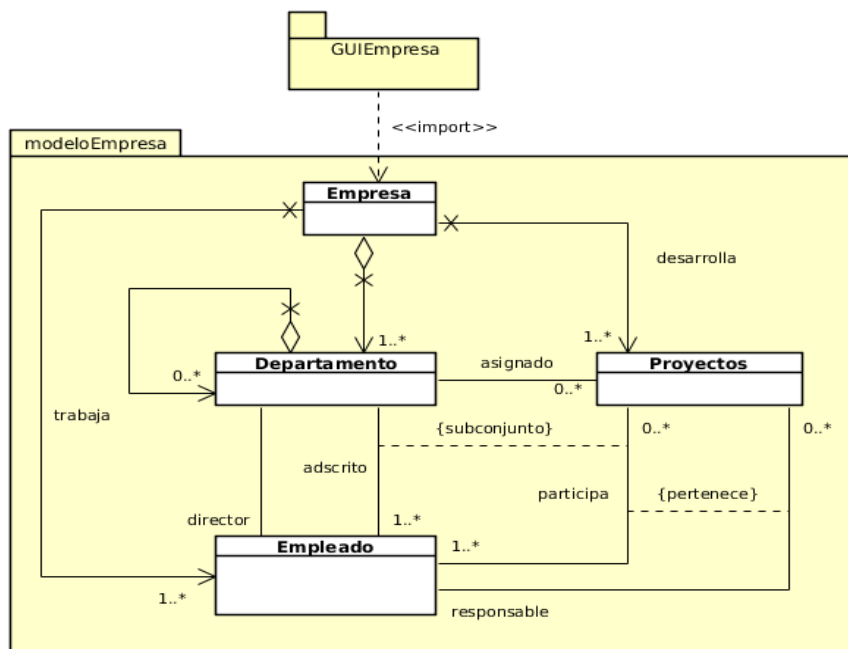 GUIEmpresa
<<import>>
modeloEmpresa
Empresa
desarrolla
1..*
1..*
Departamento
asignado
Proyectos
0..*
0..*
trabaja
{subconjunto}
0..*
0..*
adscrito
participa
{pertenece}
director
1..*
Empleado
1..*
1..*
responsable